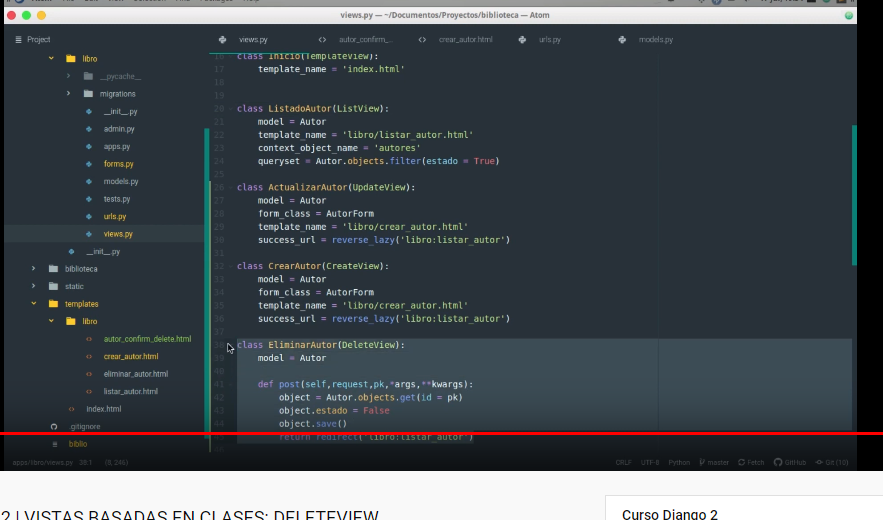 views.py — ~/Documentos/Proyectos/biblioteca — Atom
Project
views.py
autor_confirm_...
crear_autor.html
urls.py
models.py
libro
__pycache__
migrations
__init__.py
admin.py
apps.py
forms.py
models.py
tests.py
urls.py
views.py
__init__.py
biblioteca
static
templates
libro
autor_confirm_delete.html
crear_autor.html
eliminar_autor.html
listar_autor.html
index.html
.gitignore
biblio
16 class Inicio(TemplateView):
17 template_name = 'index.html'
18
19
20 class ListadoAutor(ListView):
21 model = Autor
22 template_name = 'libro/listar_autor.html'
23 context_object_name = 'autores'
24 queryset = Autor.objects.filter(estado = True)
25
26 class ActualizarAutor(UpdateView):
27 model = Autor
28 form_class = AutorForm
29 template_name = 'libro/crear_autor.html'
30 success_url = reverse_lazy('libro:listar_autor')
31
32 class CrearAutor(CreateView):
33 model = Autor
34 form_class = AutorForm
35 template_name = 'libro/crear_autor.html'
36 success_url = reverse_lazy('libro:listar_autor')
37
38 class EliminarAutor(DeleteView):
39 model = Autor
40
41 def post(self,request,pk,*args,**kwargs):
42 object = Autor.objects.get(id = pk)
43 object.estado = False
44 object.save()
return redirect('libro:listar_autor')
apps/libro/views.py 38:1 (8, 246)
CRLF UTF-8 Python master Fetch GitHub Git (10)
2 | VISTAS BASADAS EN CLASES: DELETEVIEW
Curso Django 2